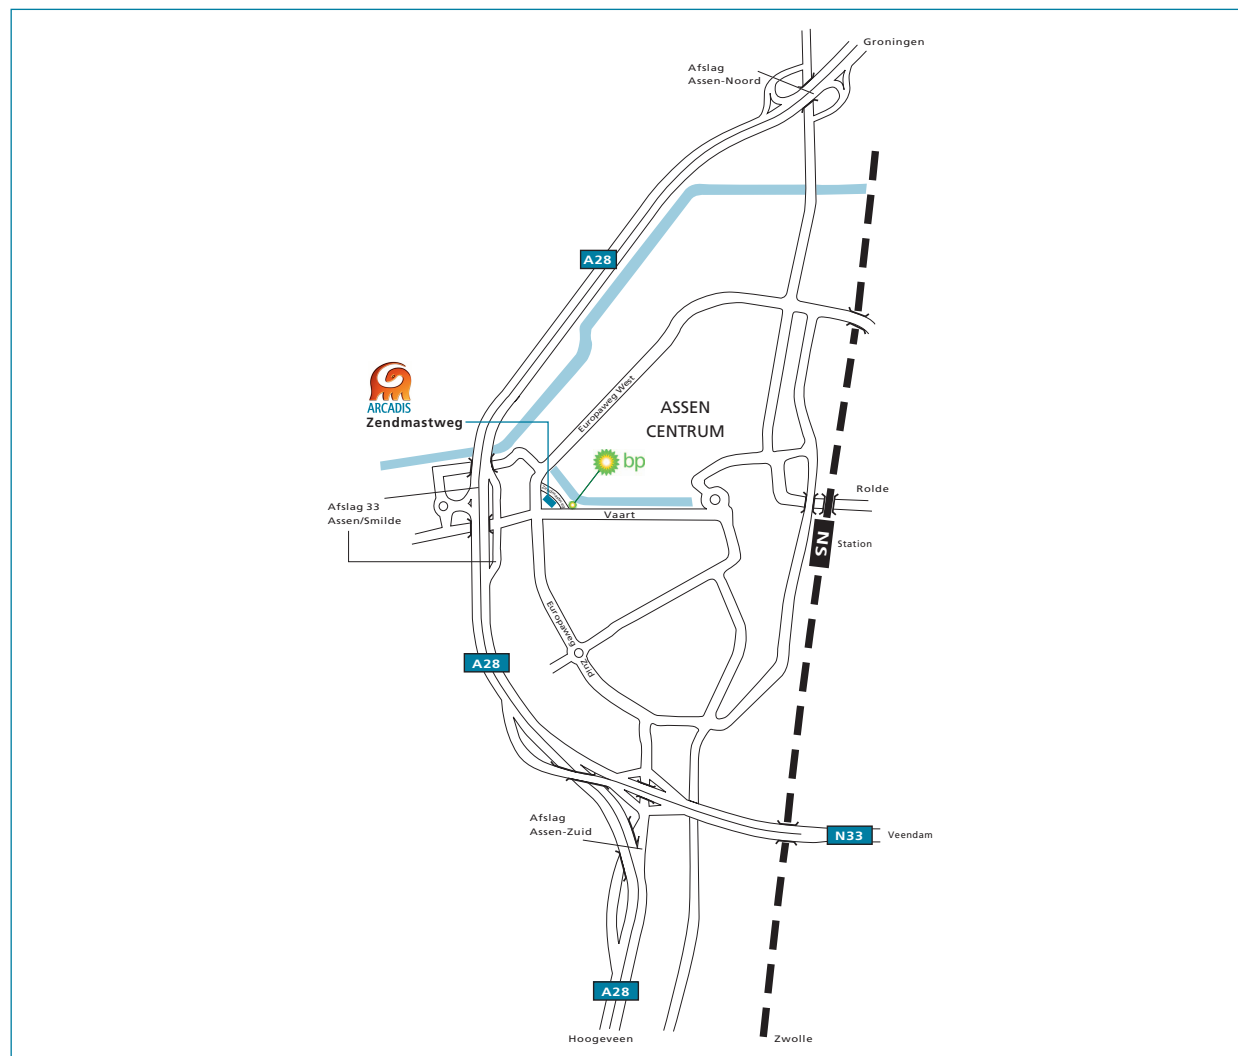 Groningen
Afslag
Assen-Noord
A28
ARCADIS
Zendmastweg
Europaweg West
ASSEN
CENTRUM
bp
Afslag 33
Assen/Smilde
Vaart
Rolde
NS
Station
Europaweg
Zuid
A28
Afslag
Assen-Zuid
N33
Veendam
A28
Hoogeveen
Zwolle